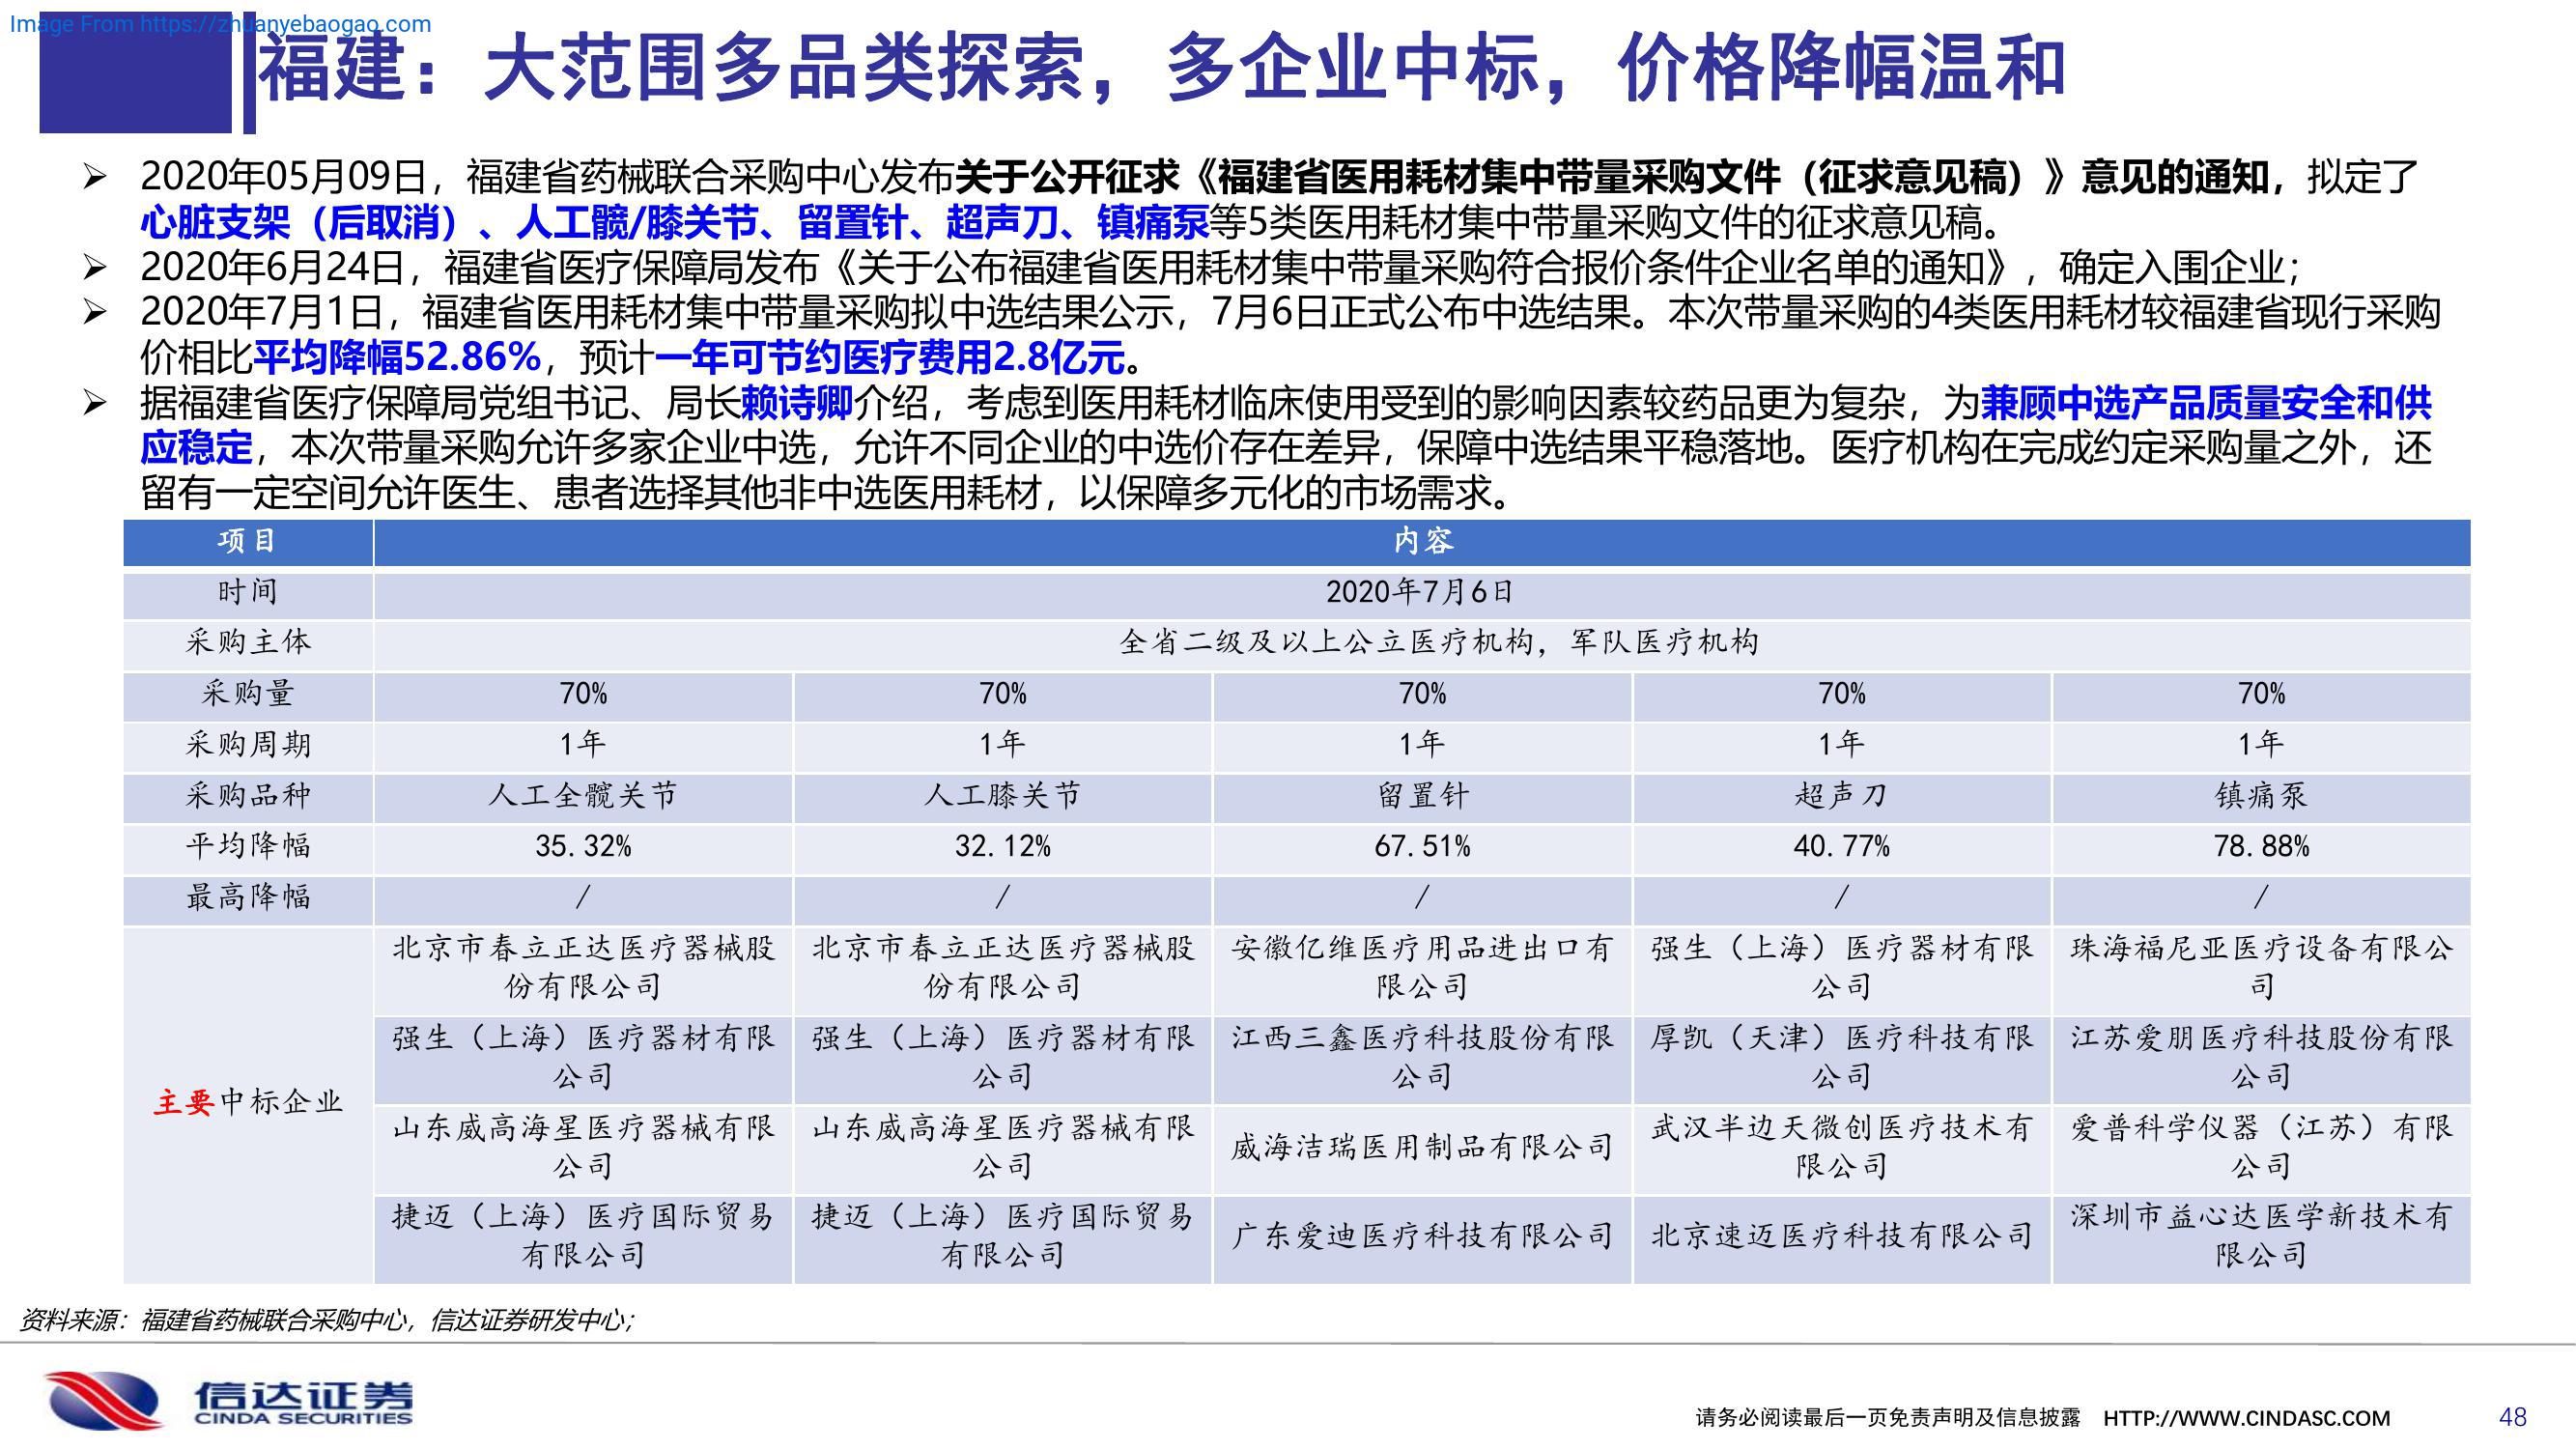 Image From https://zhuanyebaogao.com
福建：大范围多品类探索，多企业中标，价格降幅温和
➢ 2020年05月09日，福建省药械联合采购中心发布关于公开征求《福建省医用耗材集中带量采购文件（征求意见稿）》意见的通知，拟定了
心脏支架（后取消）、人工髋/膝关节、留置针、超声刀、镇痛泵等5类医用耗材集中带量采购文件的征求意见稿。
➢ 2020年6月24日，福建省医疗保障局发布《关于公布福建省医用耗材集中带量采购符合报价条件企业名单的通知》，确定入围企业；
➢ 2020年7月1日，福建省医用耗材集中带量采购拟中选结果公示，7月6日正式公布中选结果。本次带量采购的4类医用耗材较福建省现行采购
价相比平均降幅52.86%，预计一年可节约医疗费用2.8亿元。
➢ 据福建省医疗保障局党组书记、局长赖诗卿介绍，考虑到医用耗材临床使用受到的影响因素较药品更为复杂，为兼顾中选产品质量安全和供
应稳定，本次带量采购允许多家企业中选，允许不同企业的中选价存在差异，保障中选结果平稳落地。医疗机构在完成约定采购量之外，还
留有一定空间允许医生、患者选择其他非中选医用耗材，以保障多元化的市场需求。
项目 内容
时间 2020年7月6日
采购主体 全省二级及以上公立医疗机构，军队医疗机构
采购量 70% 70% 70% 70% 70%
采购周期 1年 1年 1年 1年 1年
采购品种 人工全髋关节 人工膝关节 留置针 超声刀 镇痛泵
平均降幅 35.32% 32.12% 67.51% 40.77% 78.88%
最高降幅 / / / / /
主要中标企业
北京市春立正达医疗器械股 北京市春立正达医疗器械股 安徽亿维医疗用品进出口有 强生（上海）医疗器材有限 珠海福尼亚医疗设备有限公
份有限公司 份有限公司 限公司 公司 司
强生（上海）医疗器材有限 强生（上海）医疗器材有限 江西三鑫医疗科技股份有限 厚凯（天津）医疗科技有限 江苏爱朋医疗科技股份有限
公司 公司 公司 公司 公司
山东威高海星医疗器械有限 山东威高海星医疗器械有限 威海洁瑞医用制品有限公司 武汉半边天微创医疗技术有 爱普科学仪器（江苏）有限
公司 公司 限公司 公司
捷迈（上海）医疗国际贸易 捷迈（上海）医疗国际贸易 广东爱迪医疗科技有限公司 北京速迈医疗科技有限公司 深圳市益心达医学新技术有
有限公司 有限公司 限公司
资料来源：福建省药械联合采购中心，信达证券研发中心；
信达证券
CINDA SECURITIES
请务必阅读最后一页免责声明及信息披露 HTTP://WWW.CINDASC.COM 48